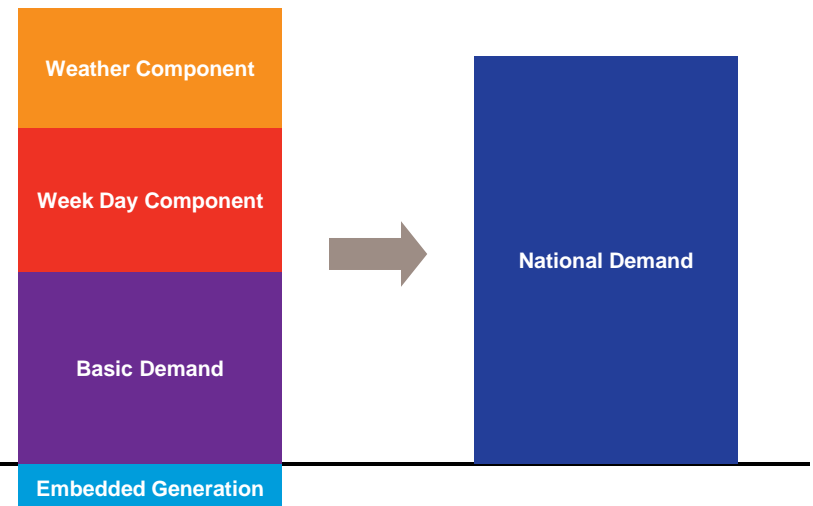 Weather Component
Week Day Component
National Demand
Basic Demand
Embedded Generation